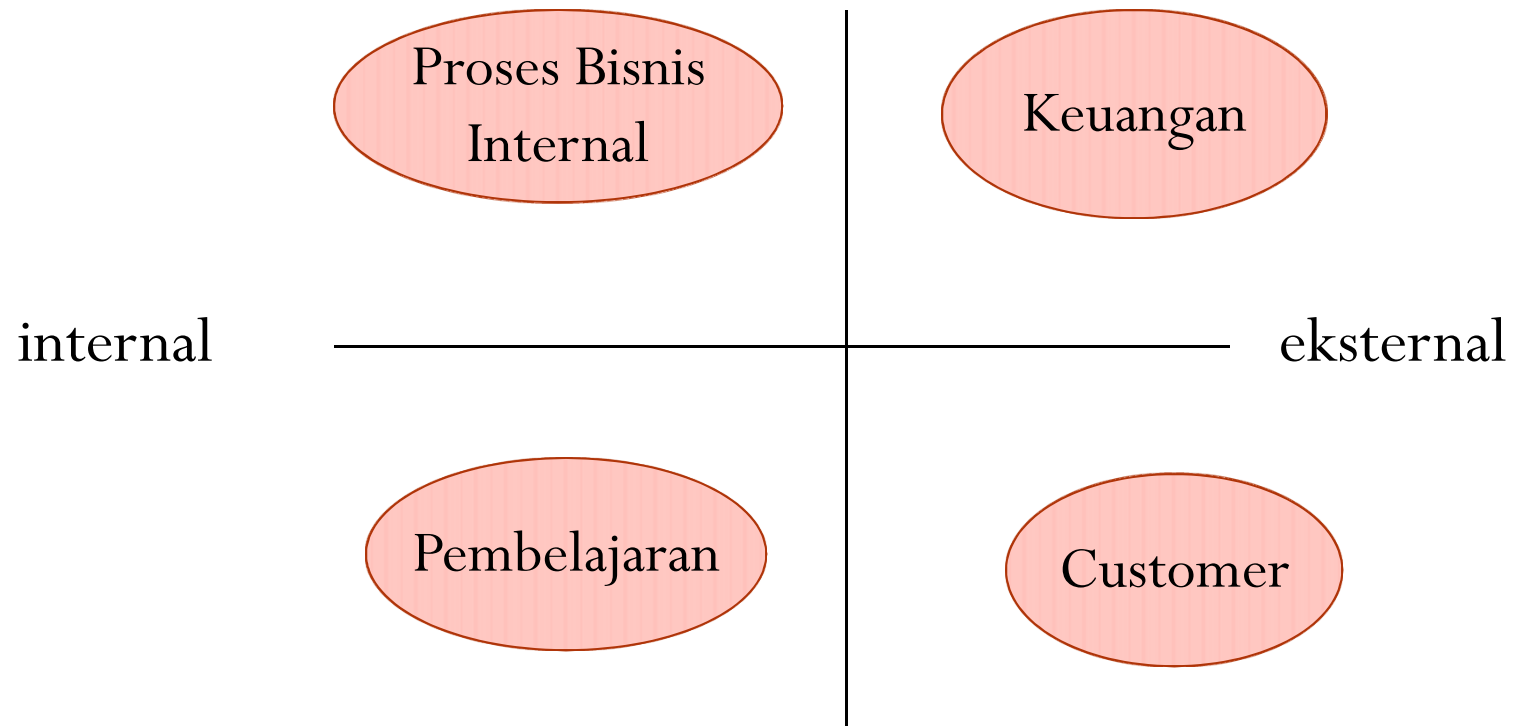 Proses Bisnis
Internal
Keuangan
internal
eksternal
Pembelajaran
Customer